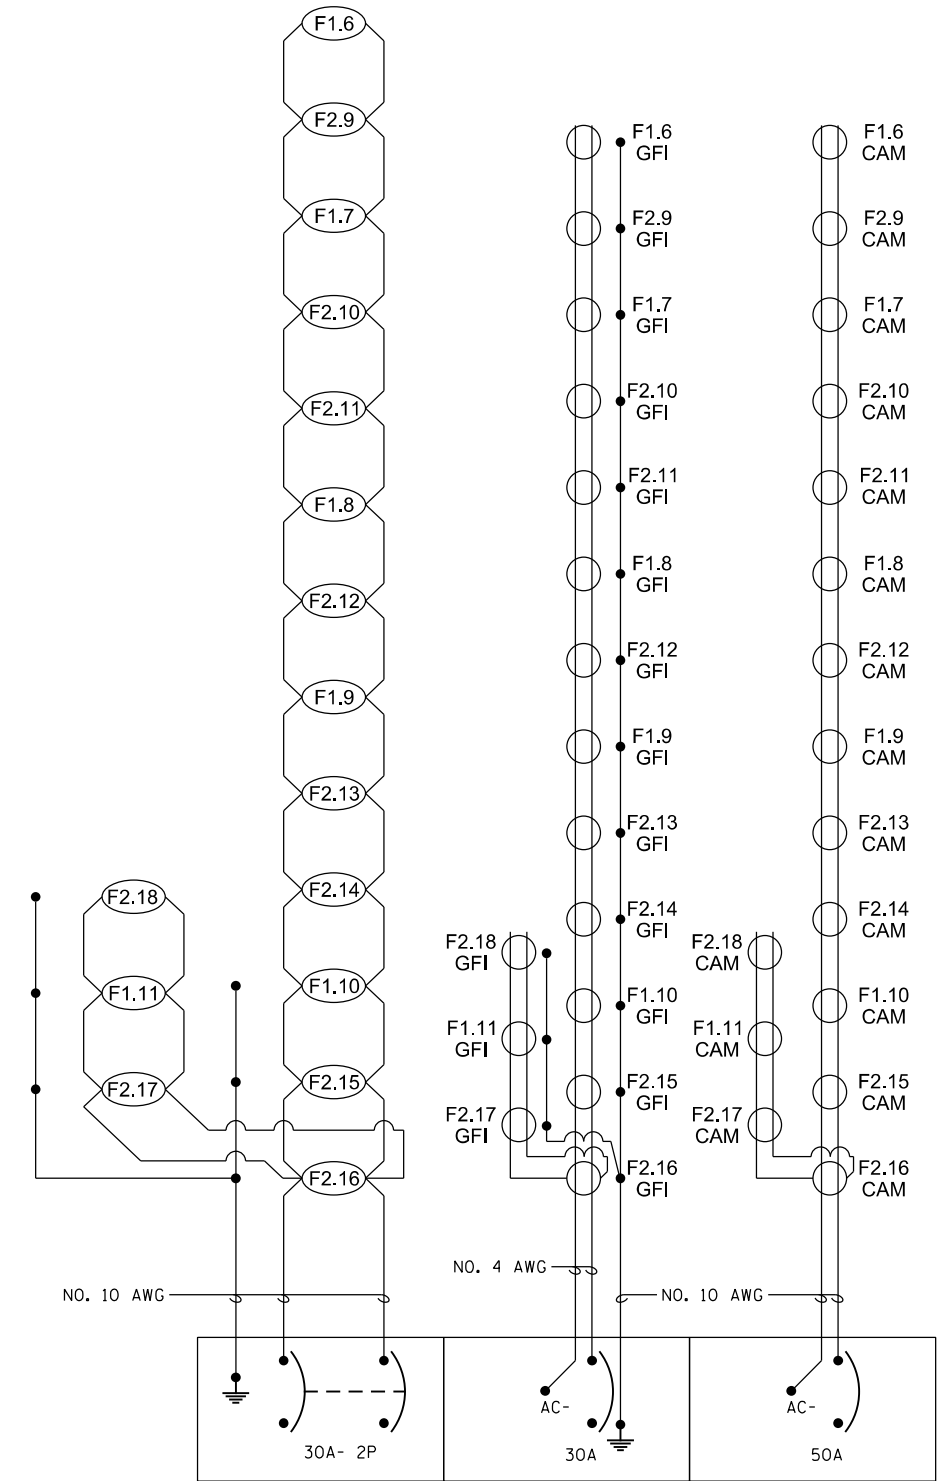 F1.6
F2.9
F1.7
F2.10
F2.11
F1.8
F2.12
F1.9
F2.13
F2.14
F1.10
F2.15
F2.16
F2.18
F1.11
F2.17
NO. 10 AWG
30A- 2P
F1.6
GFI
F2.9
GFI
F1.7
GFI
F2.10
GFI
F2.11
GFI
F1.8
GFI
F2.12
GFI
F1.9
GFI
F2.13
GFI
F2.14
GFI
F1.10
GFI
F2.15
GFI
F2.16
GFI
F2.18
GFI
F1.11
GFI
F2.17
GFI
NO. 4 AWG
NO. 10 AWG
AC-
30A
F1.6
CAM
F2.9
CAM
F1.7
CAM
F2.10
CAM
F2.11
CAM
F1.8
CAM
F2.12
CAM
F1.9
CAM
F2.13
CAM
F2.14
CAM
F1.10
CAM
F2.15
CAM
F2.16
CAM
F2.18
CAM
F1.11
CAM
F2.17
CAM
AC-
50A